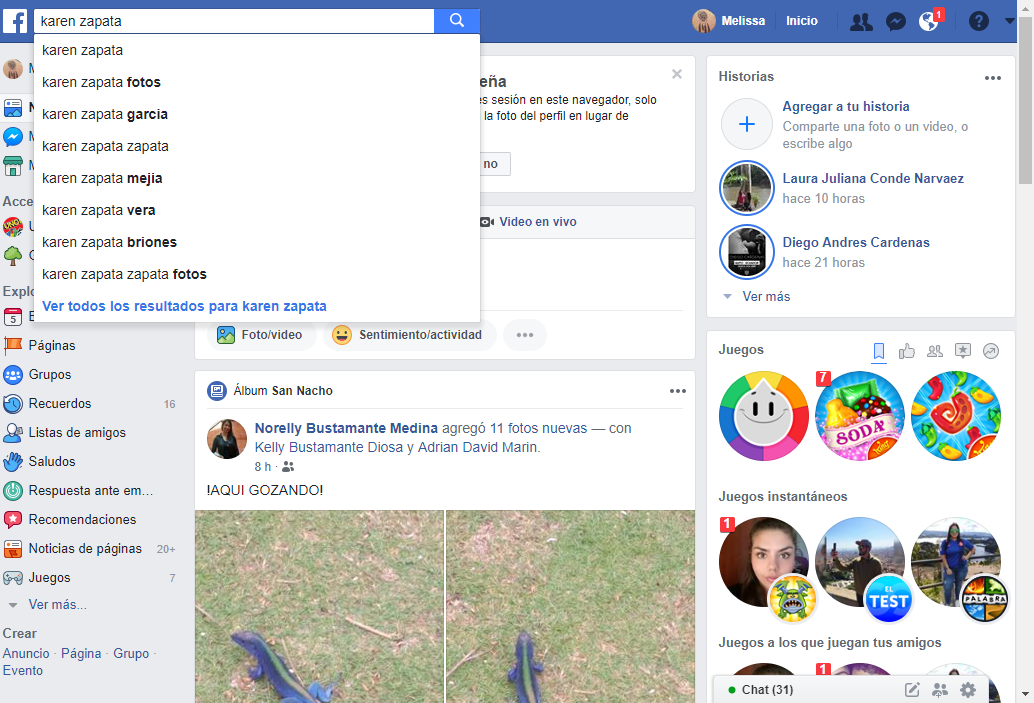 karen zapata
Melissa
Inicio
1
karen zapata
karen zapata fotos
karen zapata garcia
karen zapata zapata
karen zapata mejia
karen zapata vera
karen zapata briones
karen zapata zapata fotos
Ver todos los resultados para karen zapata
Acce
Explo
5
Páginas
Grupos
Recuerdos 16
Listas de amigos
Saludos
Respuesta ante em...
Recomendaciones
Noticias de páginas 20+
Juegos 7
Ver más...
Crear
Anuncio · Página · Grupo ·
Evento
eña
es sesión en este navegador, solo
la foto del perfil en lugar de
no
Video en vivo
Foto/video
Sentimiento/actividad
Álbum San Nacho
Norelly Bustamante Medina agregó 11 fotos nuevas — con
Kelly Bustamante Diosa y Adrian David Marin.
8 h ·
!AQUI GOZANDO!
Historias
Agregar a tu historia
Comparte una foto o un video, o
escribe algo
Laura Juliana Conde Narvaez
hace 10 horas
Diego Andres Cardenas
hace 21 horas
Ver más
Juegos
7
SODA
Juegos instantáneos
1
EL
TEST
PALABRA
Juegos a los que juegan tus amigos
1
Chat (31)